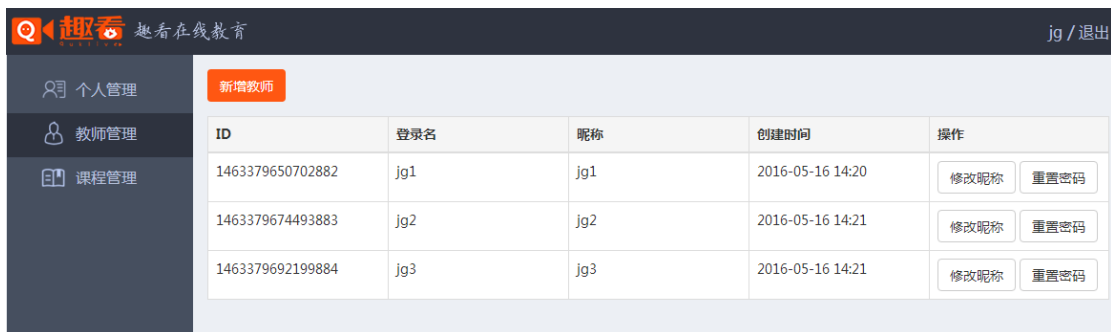 趣看 趣看在线教育 jg / 退出
个人管理
教师管理
课程管理
新增教师
ID 登录名 昵称 创建时间 操作
1463379650702882 jg1 jg1 2016-05-16 14:20 修改昵称 重置密码
1463379674493883 jg2 jg2 2016-05-16 14:21 修改昵称 重置密码
1463379692199884 jg3 jg3 2016-05-16 14:21 修改昵称 重置密码